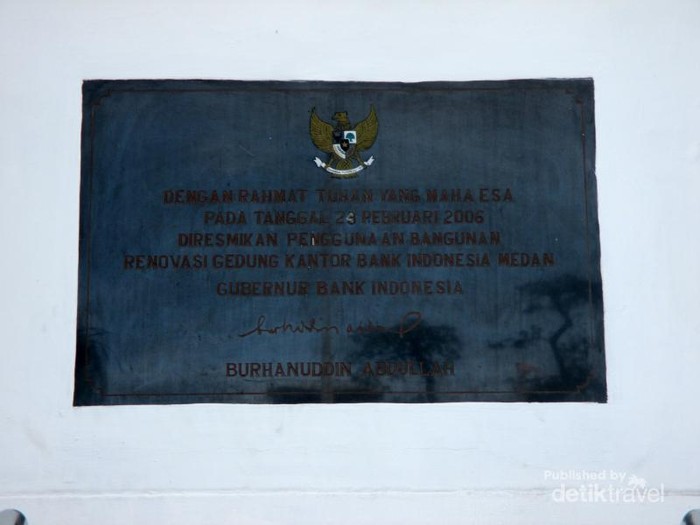 DENGAN RAHMAT TUHAN YANG MAHA ESA
PADA TANGGAL 23 FEBRUARI 2006
DIRESMIKAN PENGGUNAAN BANGUNAN
RENOVASI GEDUNG KANTOR BANK INDONESIA MEDAN
GUBERNUR BANK INDONESIA
BURHANUDDIN ABDULLAH
Published by
detiktravel